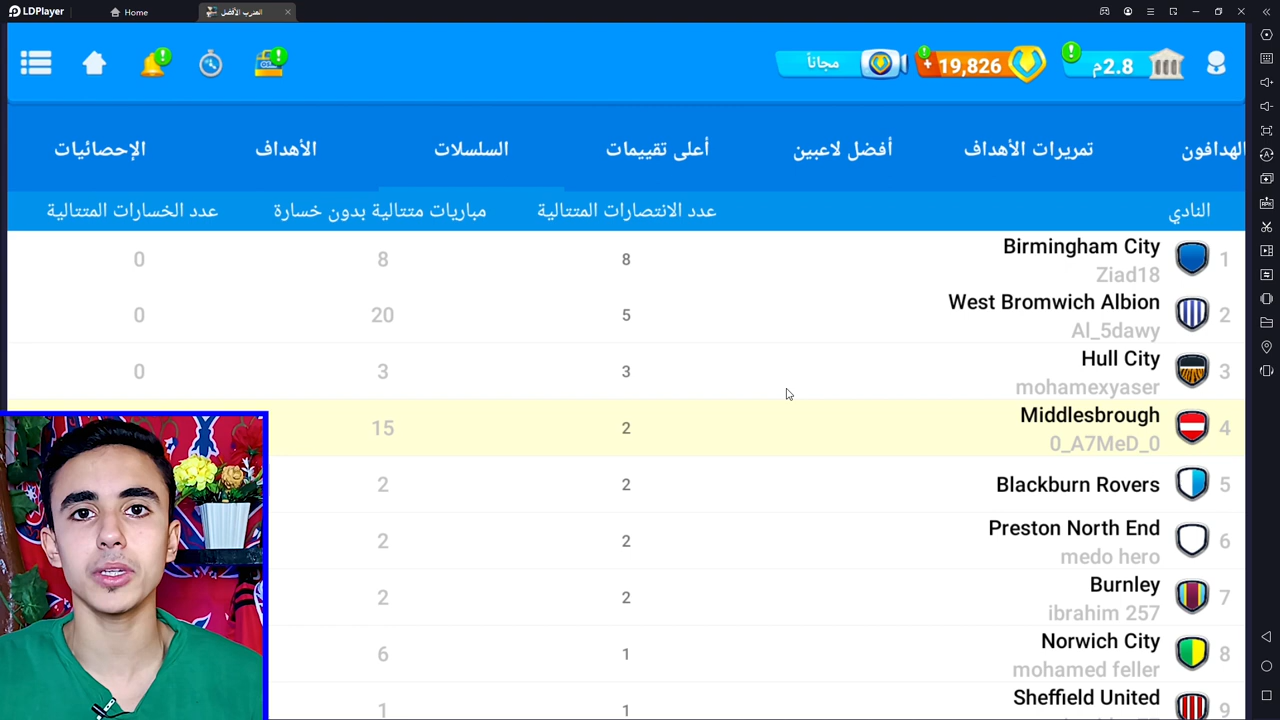 LDPlayer
Home
المدرب الأفضل
مجاناً
19,826
2.8م
الهدافون
تمريرات الأهداف
أفضل لاعبين
أعلى تقييمات
السلسلات
الأهداف
الإحصائيات
النادي
عدد الانتصارات المتتالية
مباريات متتالية بدون خسارة
عدد الخسارات المتتالية
1 Birmingham City 8 8 0
Ziad18
2 West Bromwich Albion 5 20 0
Al_5dawy
3 Hull City 3 3 0
mohamexyaser
4 Middlesbrough 2 15
0_A7MeD_0
5 Blackburn Rovers 2 2
6 Preston North End 2 2
medo hero
7 Burnley 2 2
ibrahim 257
8 Norwich City 1 6
mohamed feller
9 Sheffield United 1 1